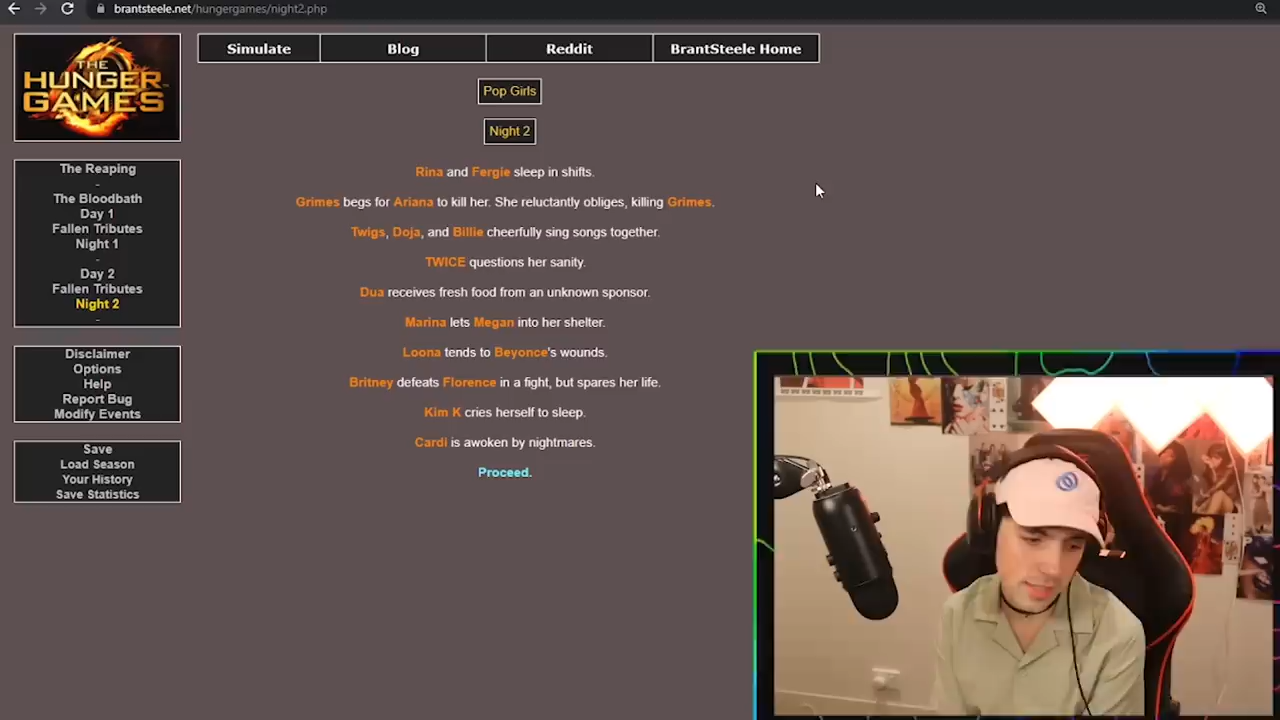 brantsteele.net/hungergames/night2.php
THE
HUNGER
GAMES
Simulate
Blog
Reddit
BrantSteele Home
The Reaping
-
The Bloodbath
Day 1
Fallen Tributes
Night 1
-
Day 2
Fallen Tributes
Night 2
-
Disclaimer
Options
Help
Report Bug
Modify Events
Save
Load Season
Your History
Save Statistics
Pop Girls
Night 2
Rina and Fergie sleep in shifts.
Grimes begs for Ariana to kill her. She reluctantly obliges, killing Grimes.
Twigs, Doja, and Billie cheerfully sing songs together.
TWICE questions her sanity.
Dua receives fresh food from an unknown sponsor.
Marina lets Megan into her shelter.
Loona tends to Beyonce's wounds.
Britney defeats Florence in a fight, but spares her life.
Kim K cries herself to sleep.
Cardi is awoken by nightmares.
Proceed.